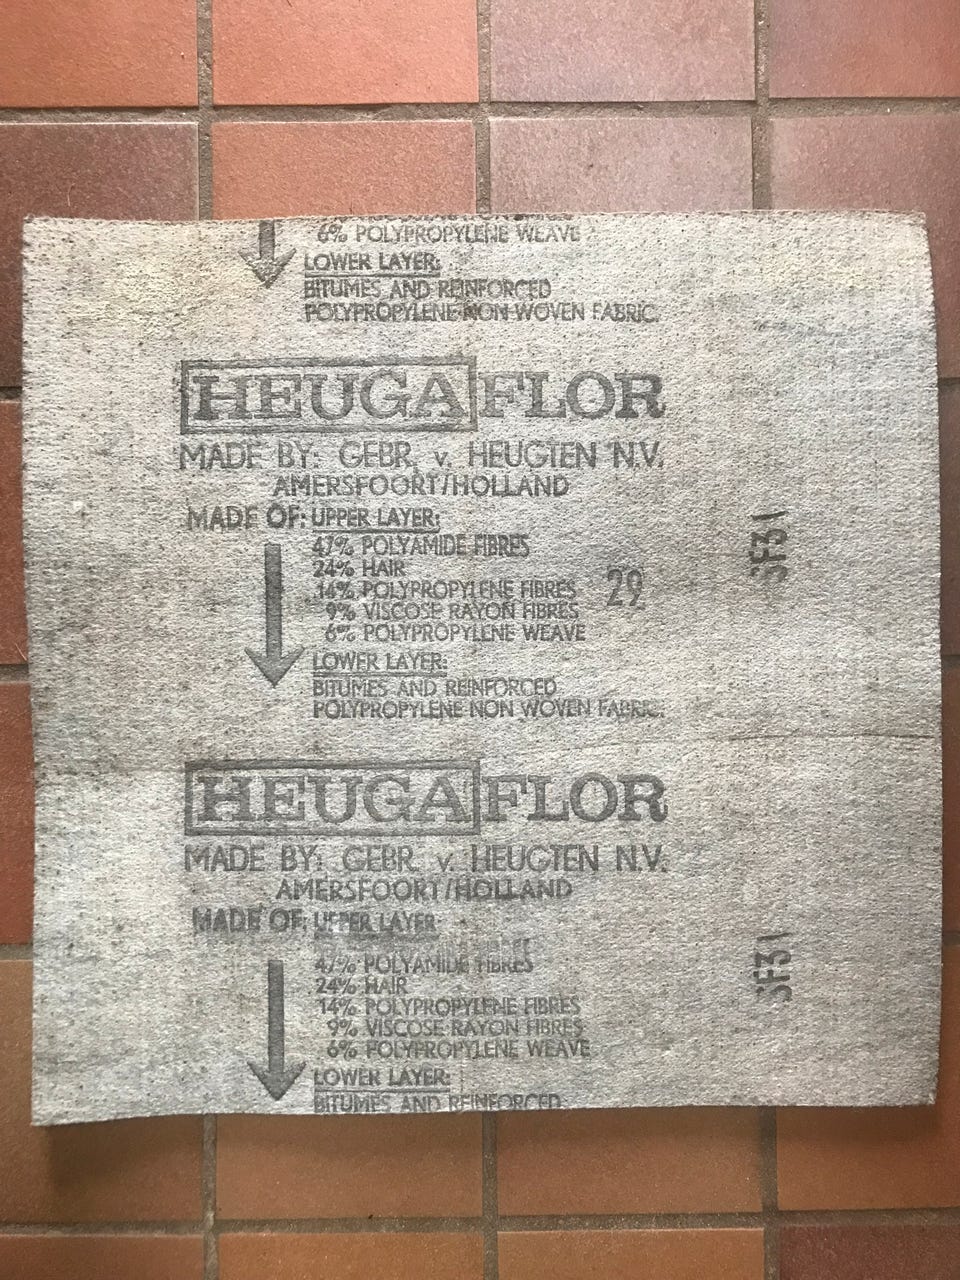 6% POLYPROPYLENE WEAVE
LOWER LAYER:
BITUMES AND REINFORCED
POLYPROPYLENE NON WOVEN FABRIC.
HEUGAFLOR
MADE BY: GEBR. v. HEUGTEN N.V.
AMERSFOORT/HOLLAND
MADE OF: UPPER LAYER:
47% POLYAMIDE FIBRES
24% HAIR
14% POLYPROPYLENE FIBRES
9% VISCOSE RAYON FIBRES
6% POLYPROPYLENE WEAVE
29
LOWER LAYER:
BITUMES AND REINFORCED
POLYPROPYLENE NON WOVEN FABRIC.
HEUGAFLOR
MADE BY: GEBR. v. HEUGTEN N.V.
AMERSFOORT/HOLLAND
MADE OF: UPPER LAYER:
47% POLYAMIDE FIBRES
24% HAIR
14% POLYPROPYLENE FIBRES
9% VISCOSE RAYON FIBRES
6% POLYPROPYLENE WEAVE
LOWER LAYER:
BITUMES AND REINFORCED